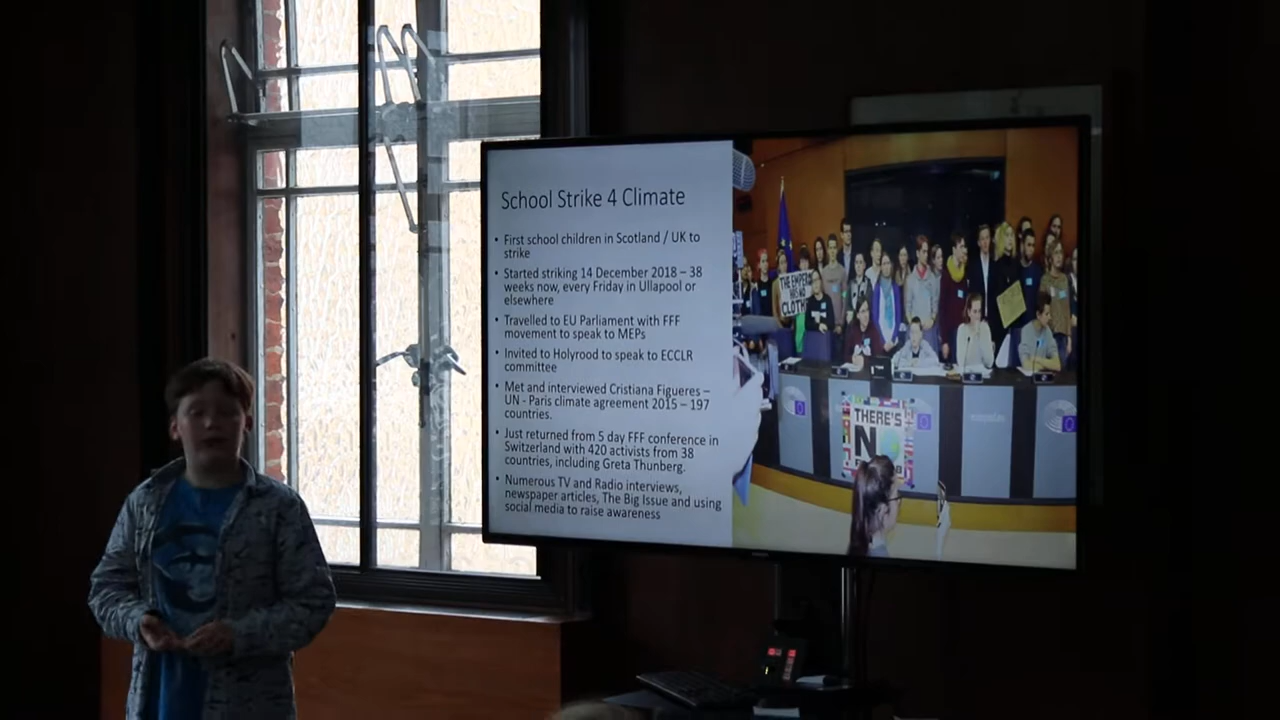 School Strike 4 Climate
• First school children in Scotland / UK to
strike
• Started striking 14 December 2018 – 38
weeks now, every Friday in Ullapool or
elsewhere
• Travelled to EU Parliament with FFF
movement to speak to MEPs
• Invited to Holyrood to speak to ECCLR
committee
• Met and interviewed Cristiana Figueres –
UN - Paris climate agreement 2015 – 197
countries.
• Just returned from 5 day FFF conference in
Switzerland with 420 activists from 38
countries, including Greta Thunberg.
• Numerous TV and Radio interviews,
newspaper articles, The Big Issue and using
social media to raise awareness
THE EMPEROR
HAS NO
CLOTHES
THERE'S